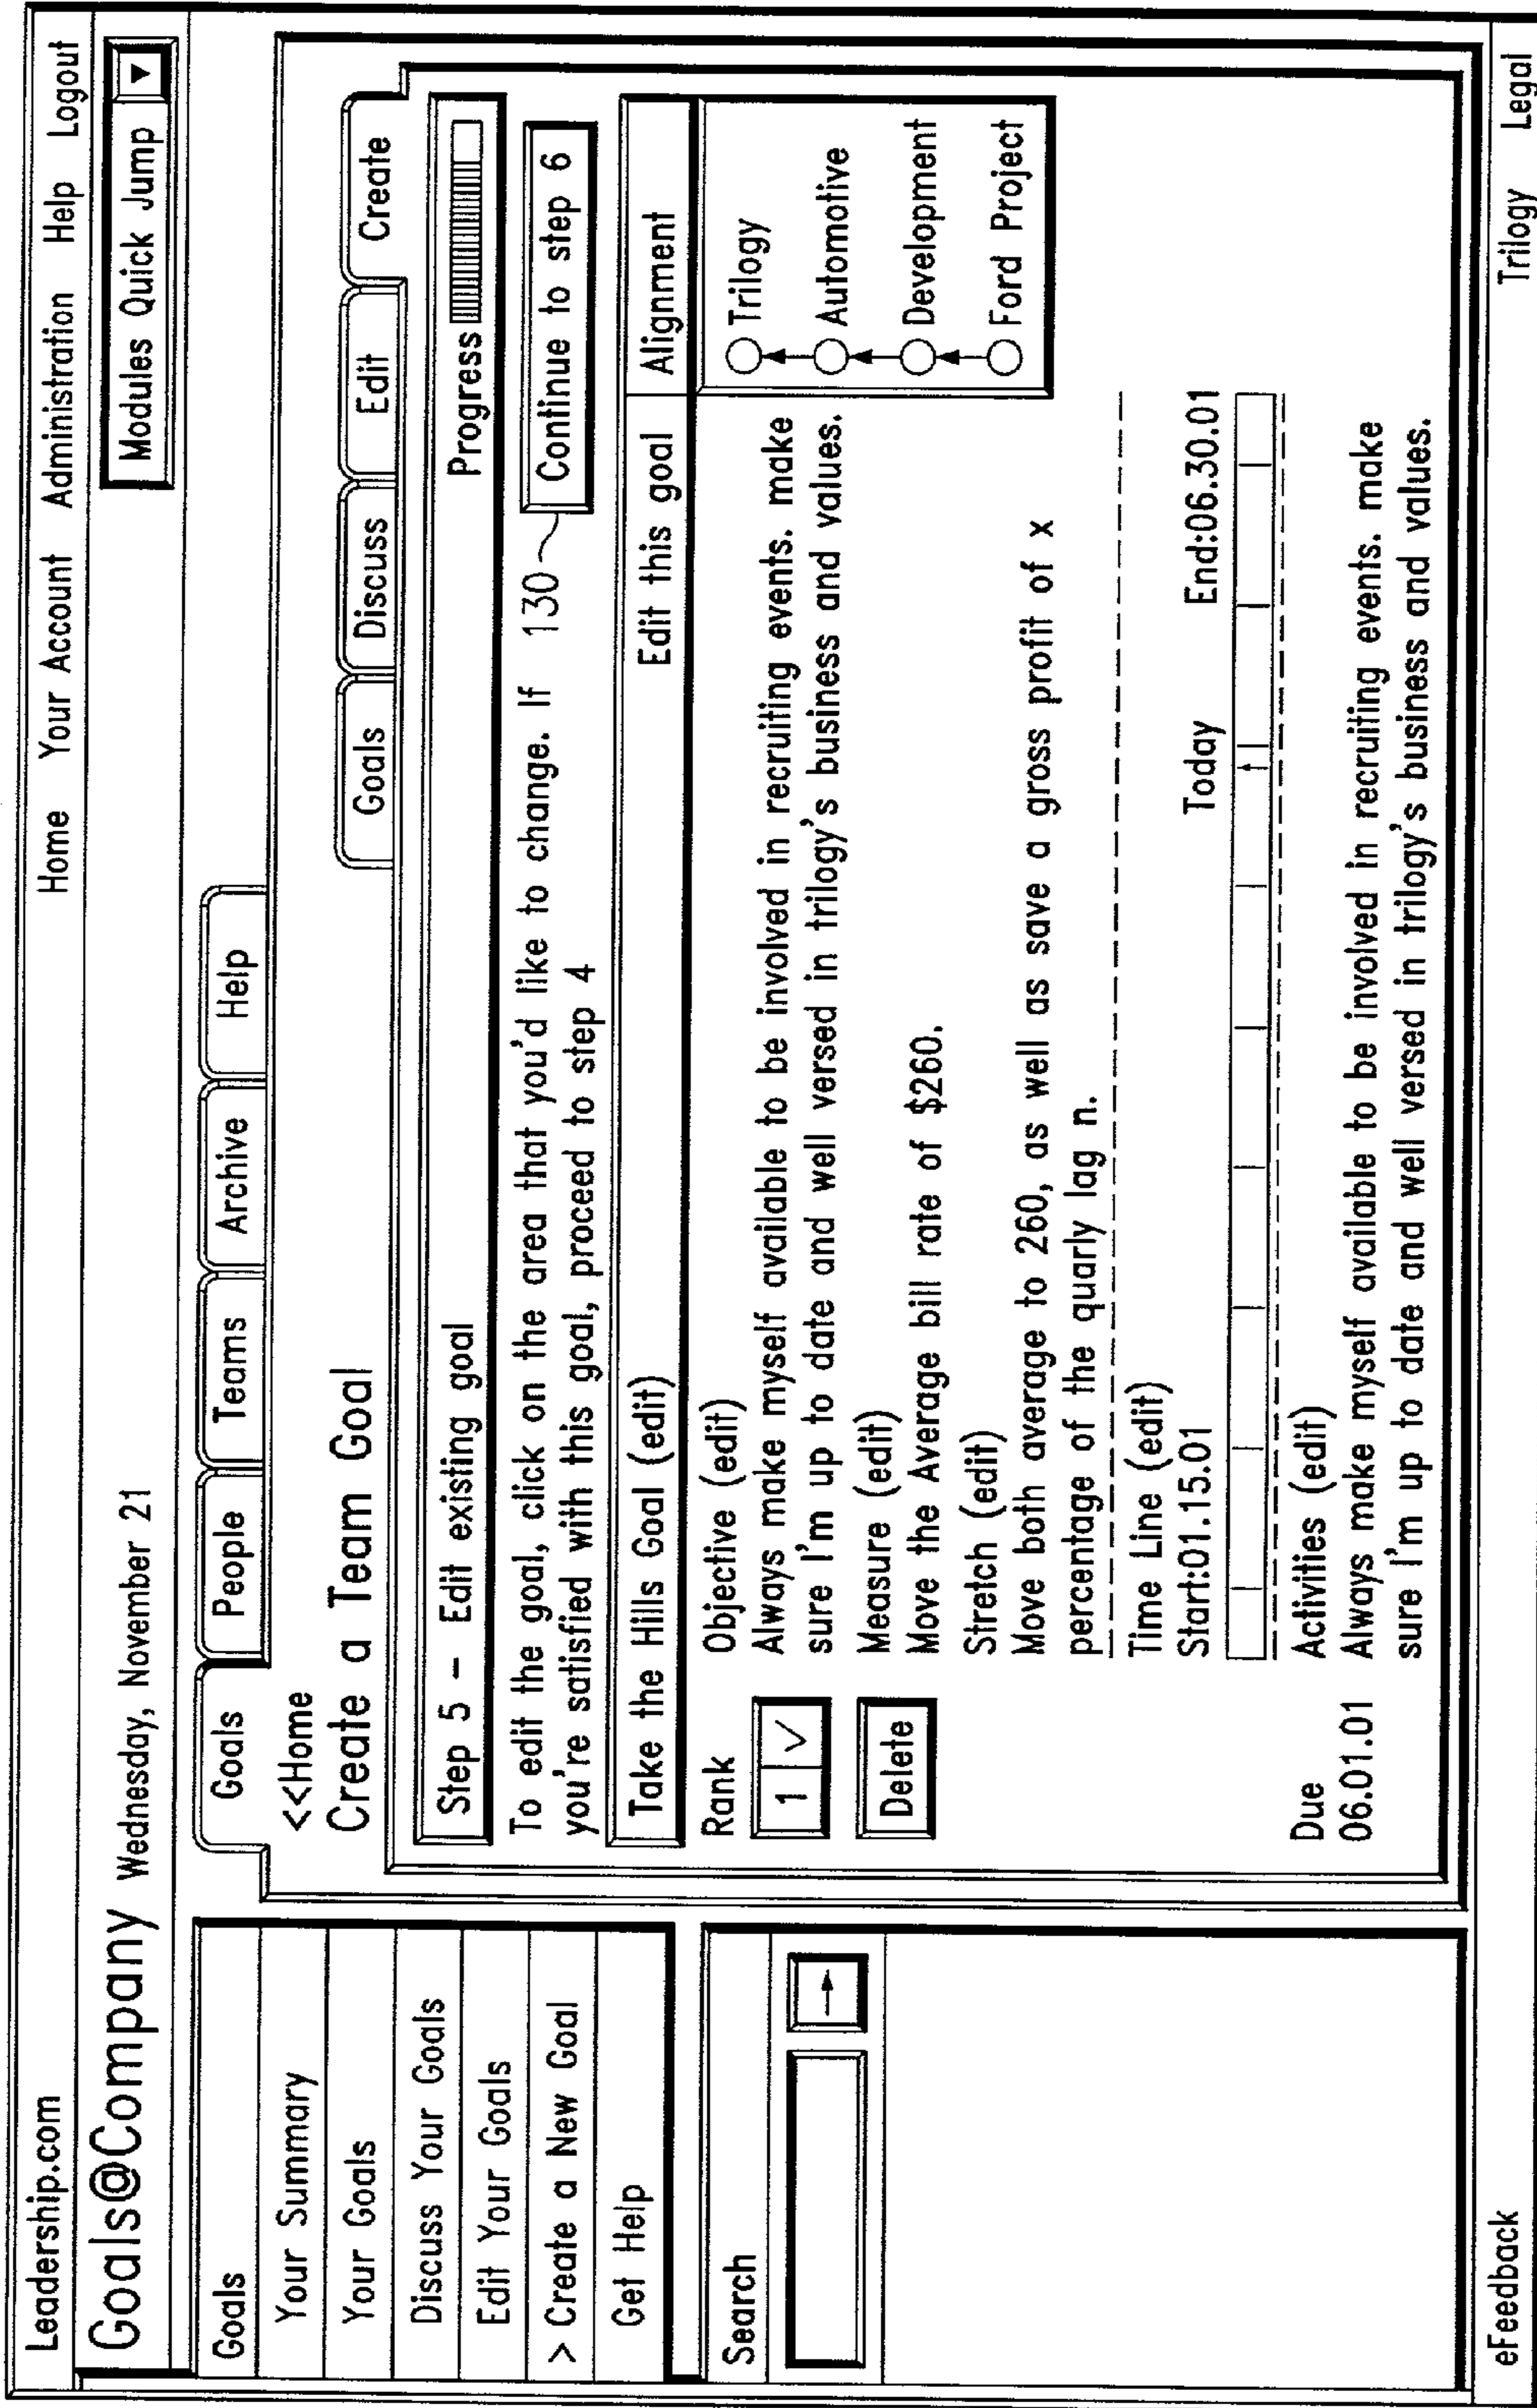 Leadership.com
Home Your Account Administration Help Logout
Goals@Company Wednesday, November 21
Modules Quick Jump
Goals
Your Summary
Your Goals
Discuss Your Goals
Edit Your Goals
> Create a New Goal
Get Help
Search
Goals People Teams Archive Help
<<Home
Create a Team Goal
Goals Discuss Edit Create
Step 5 – Edit existing goal
Progress
To edit the goal, click on the area that you'd like to change. If
you're satisfied with this goal, proceed to step 4
130
Continue to step 6
Take the Hills Goal (edit)
Edit this goal
Alignment
Rank
1
Delete
Objective (edit)
Always make myself available to be involved in recruiting events. make
sure I'm up to date and well versed in trilogy's business and values.
Measure (edit)
Move the Average bill rate of $260.
Stretch (edit)
Move both average to 260, as well as save a gross profit of x
percentage of the quarly lag n.
Trilogy
Automotive
Development
Ford Project
Time Line (edit)
Start:01.15.01 Today End:06.30.01
Due
06.01.01
Activities (edit)
Always make myself available to be involved in recruiting events. make
sure I'm up to date and well versed in trilogy's business and values.
eFeedback
Trilogy Legal